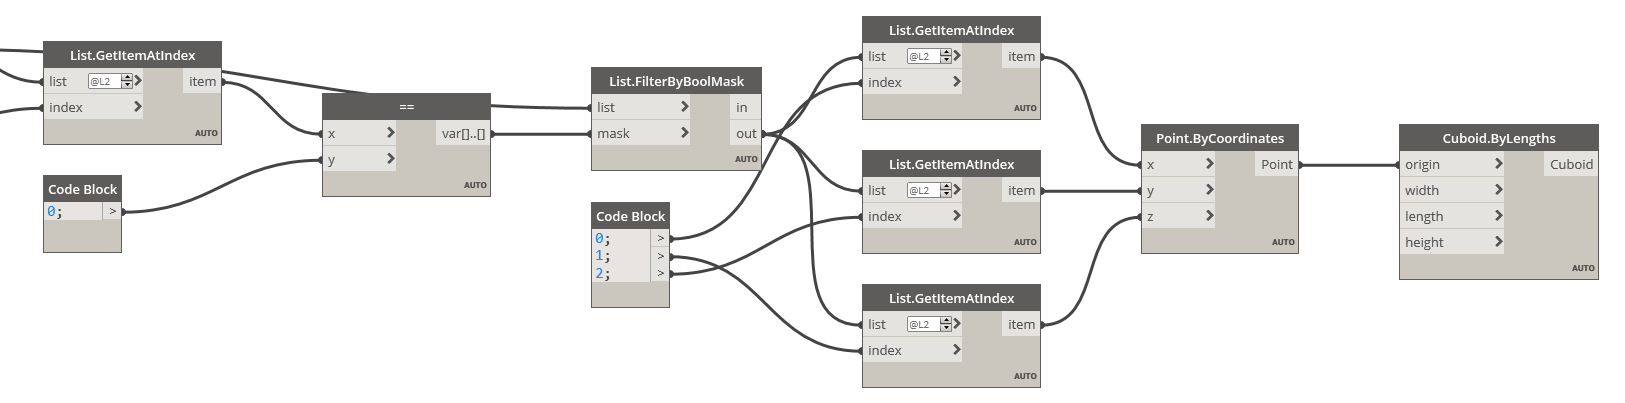 List.GetItemAtIndex
list @L2 > item
index >
AUTO
Code Block
0; >
==
x > var[]..[]
y >
AUTO
List.FilterByBoolMask
list > in
mask > out
AUTO
Code Block
0; >
1; >
2; >
List.GetItemAtIndex
list @L2 > item
index >
AUTO
List.GetItemAtIndex
list @L2 > item
index >
AUTO
List.GetItemAtIndex
list @L2 > item
index >
AUTO
Point.ByCoordinates
x > Point
y >
z >
AUTO
Cuboid.ByLengths
origin > Cuboid
width >
length >
height >
AUTO